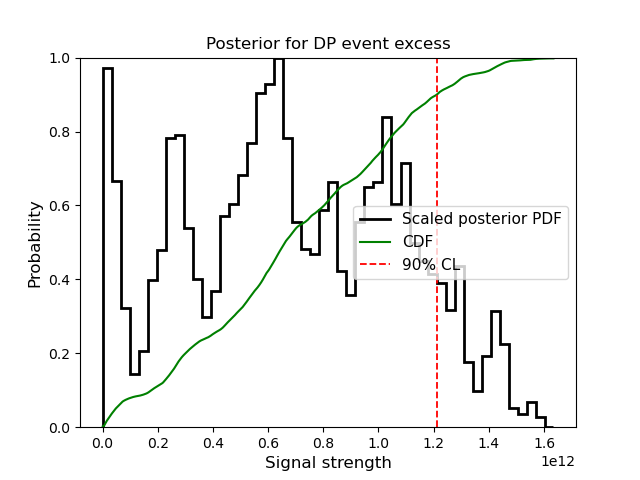 Posterior for DP event excess
1.0
0.8
0.6
0.4
0.2
0.0
Probability
Scaled posterior PDF
CDF
90% CL
0.0 0.2 0.4 0.6 0.8 1.0 1.2 1.4 1.6
1e12
Signal strength